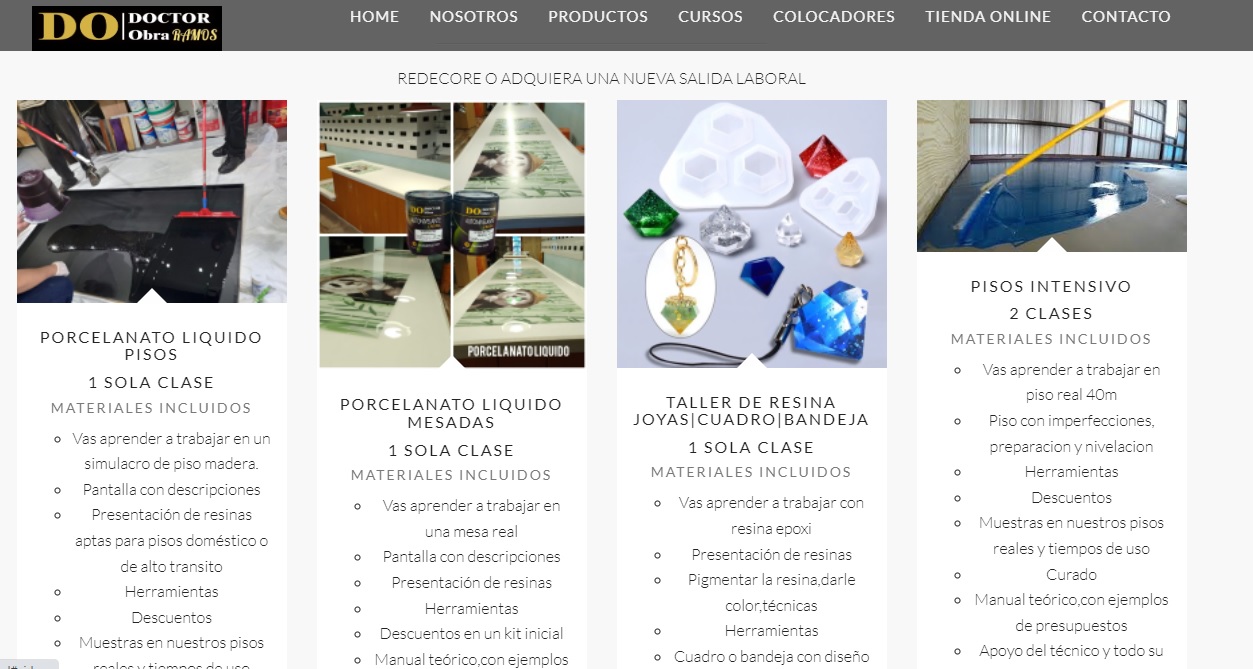 DO DOCTOR
Obra RAMOS
HOME NOSOTROS PRODUCTOS CURSOS COLOCADORES TIENDA ONLINE CONTACTO
REDECORE O ADQUIERA UNA NUEVA SALIDA LABORAL
PORCELANATO LIQUIDO
PISOS
1 SOLA CLASE
MATERIALES INCLUIDOS
Vas aprender a trabajar en un
simulacro de piso madera.
Pantalla con descripciones
Presentación de resinas
aptas para pisos doméstico o
de alto transito
Herramientas
Descuentos
Muestras en nuestros pisos
reales y tiempos de uso
DO
DO
PORCELANATO LIQUIDO
PORCELANATO LIQUIDO
MESADAS
1 SOLA CLASE
MATERIALES INCLUIDOS
Vas aprender a trabajar en
una mesa real
Pantalla con descripciones
Presentación de resinas
Herramientas
Descuentos en un kit inicial
Manual teórico,con ejemplos
TALLER DE RESINA
JOYAS|CUADRO|BANDEJA
1 SOLA CLASE
MATERIALES INCLUIDOS
Vas aprender a trabajar con
resina epoxi
Presentación de resinas
Pigmentar la resina,darle
color,técnicas
Herramientas
Cuadro o bandeja con diseño
PISOS INTENSIVO
2 CLASES
MATERIALES INCLUIDOS
Vas aprender a trabajar en
piso real 40m
Piso con imperfecciones,
preparacion y nivelacion
Herramientas
Descuentos
Muestras en nuestros pisos
reales y tiempos de uso
Curado
Manual teórico,con ejemplos
de presupuestos
Apoyo del técnico y todo su